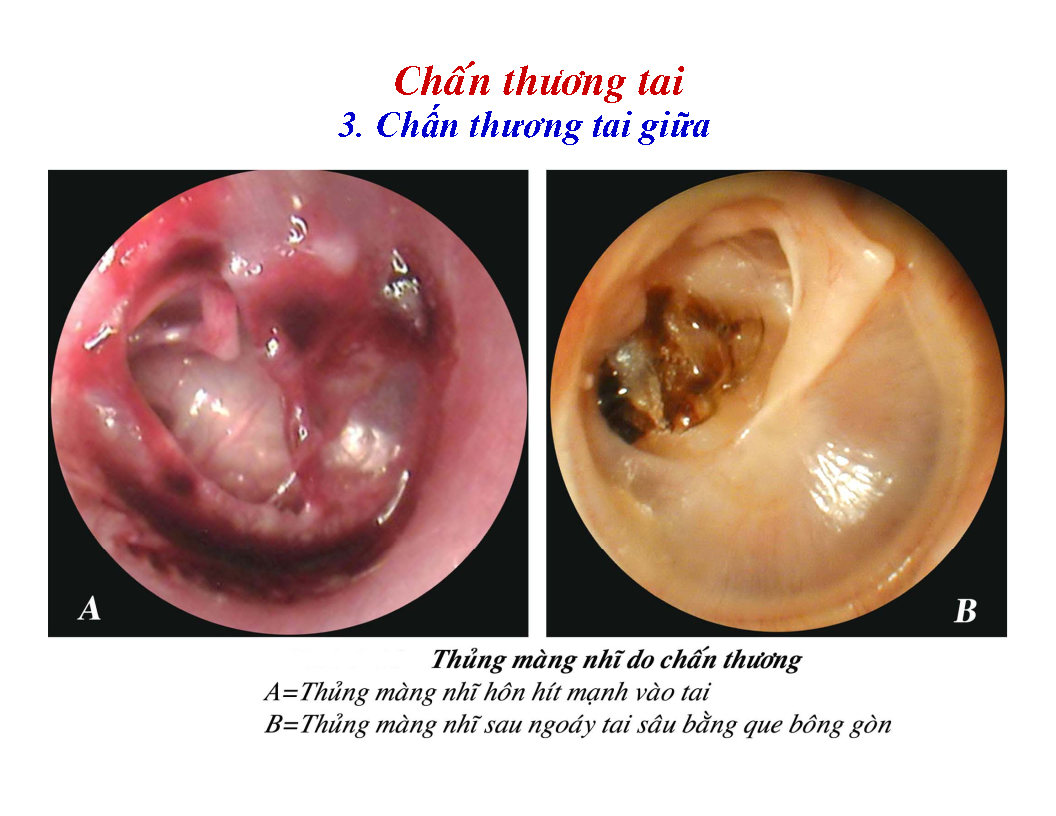 Chấn thương tai
3. Chấn thương tai giữa
A
B
Thủng màng nhĩ do chấn thương
A=Thủng màng nhĩ hôn hít mạnh vào tai
B=Thủng màng nhĩ sau ngoáy tai sâu bằng que bông gòn